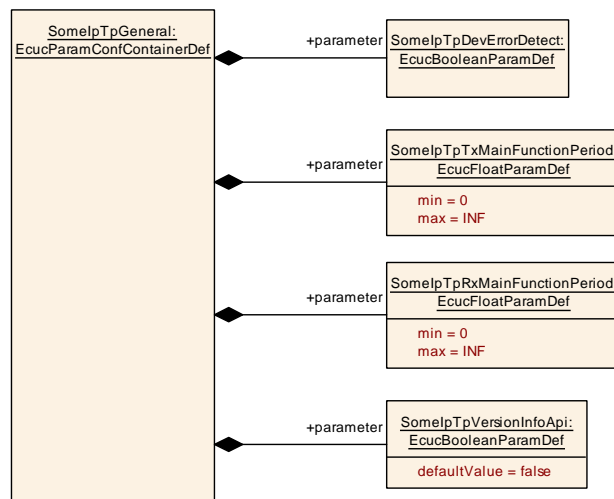 SomeIpTpGeneral:
EcucParamConfContainerDef
+parameter
SomeIpTpDevErrorDetect:
EcucBooleanParamDef
+parameter
SomeIpTpTxMainFunctionPeriod
EcucFloatParamDef
min = 0
max = INF
+parameter
SomeIpTpRxMainFunctionPeriod
EcucFloatParamDef
min = 0
max = INF
+parameter
SomeIpTpVersionInfoApi:
EcucBooleanParamDef
defaultValue = false